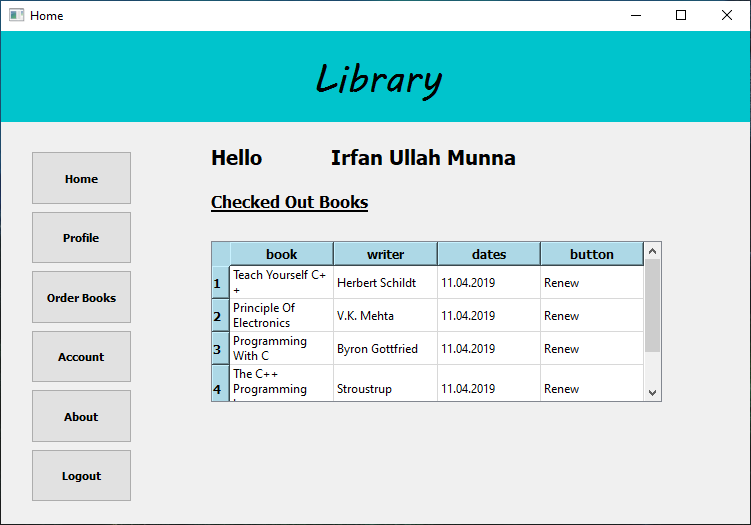 Home
Library
Hello Irfan Ullah Munna
Checked Out Books
Home
Profile
Order Books
Account
About
Logout
book writer dates button
1 Teach Yourself C+
+ Herbert Schildt 11.04.2019 Renew
2 Principle Of
Electronics V.K. Mehta 11.04.2019 Renew
3 Programming
With C Byron Gottfried 11.04.2019 Renew
4 The C++
Programming Stroustrup 11.04.2019 Renew